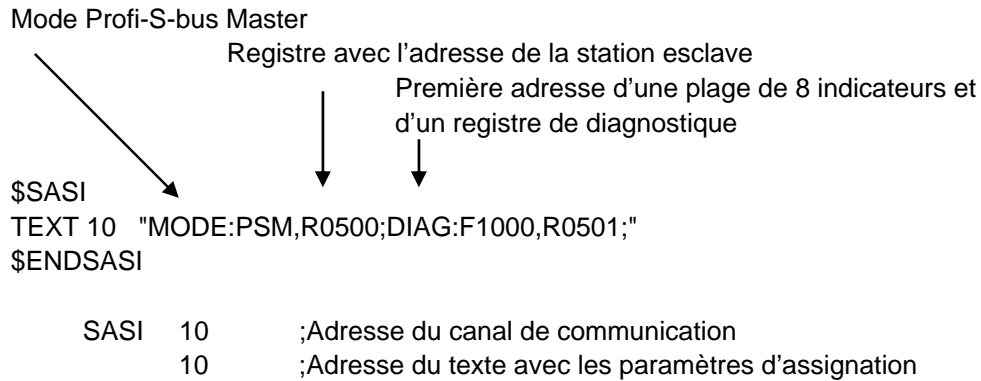 Mode Profi-S-bus Master
Registre avec l'adresse de la station esclave
Première adresse d'une plage de 8 indicateurs et
d'un registre de diagnostique
$SASI
TEXT 10 "MODE:PSM,R0500;DIAG:F1000,R0501;"
$ENDSASI
SASI 10 ;Adresse du canal de communication
10 ;Adresse du texte avec les paramètres d'assignation